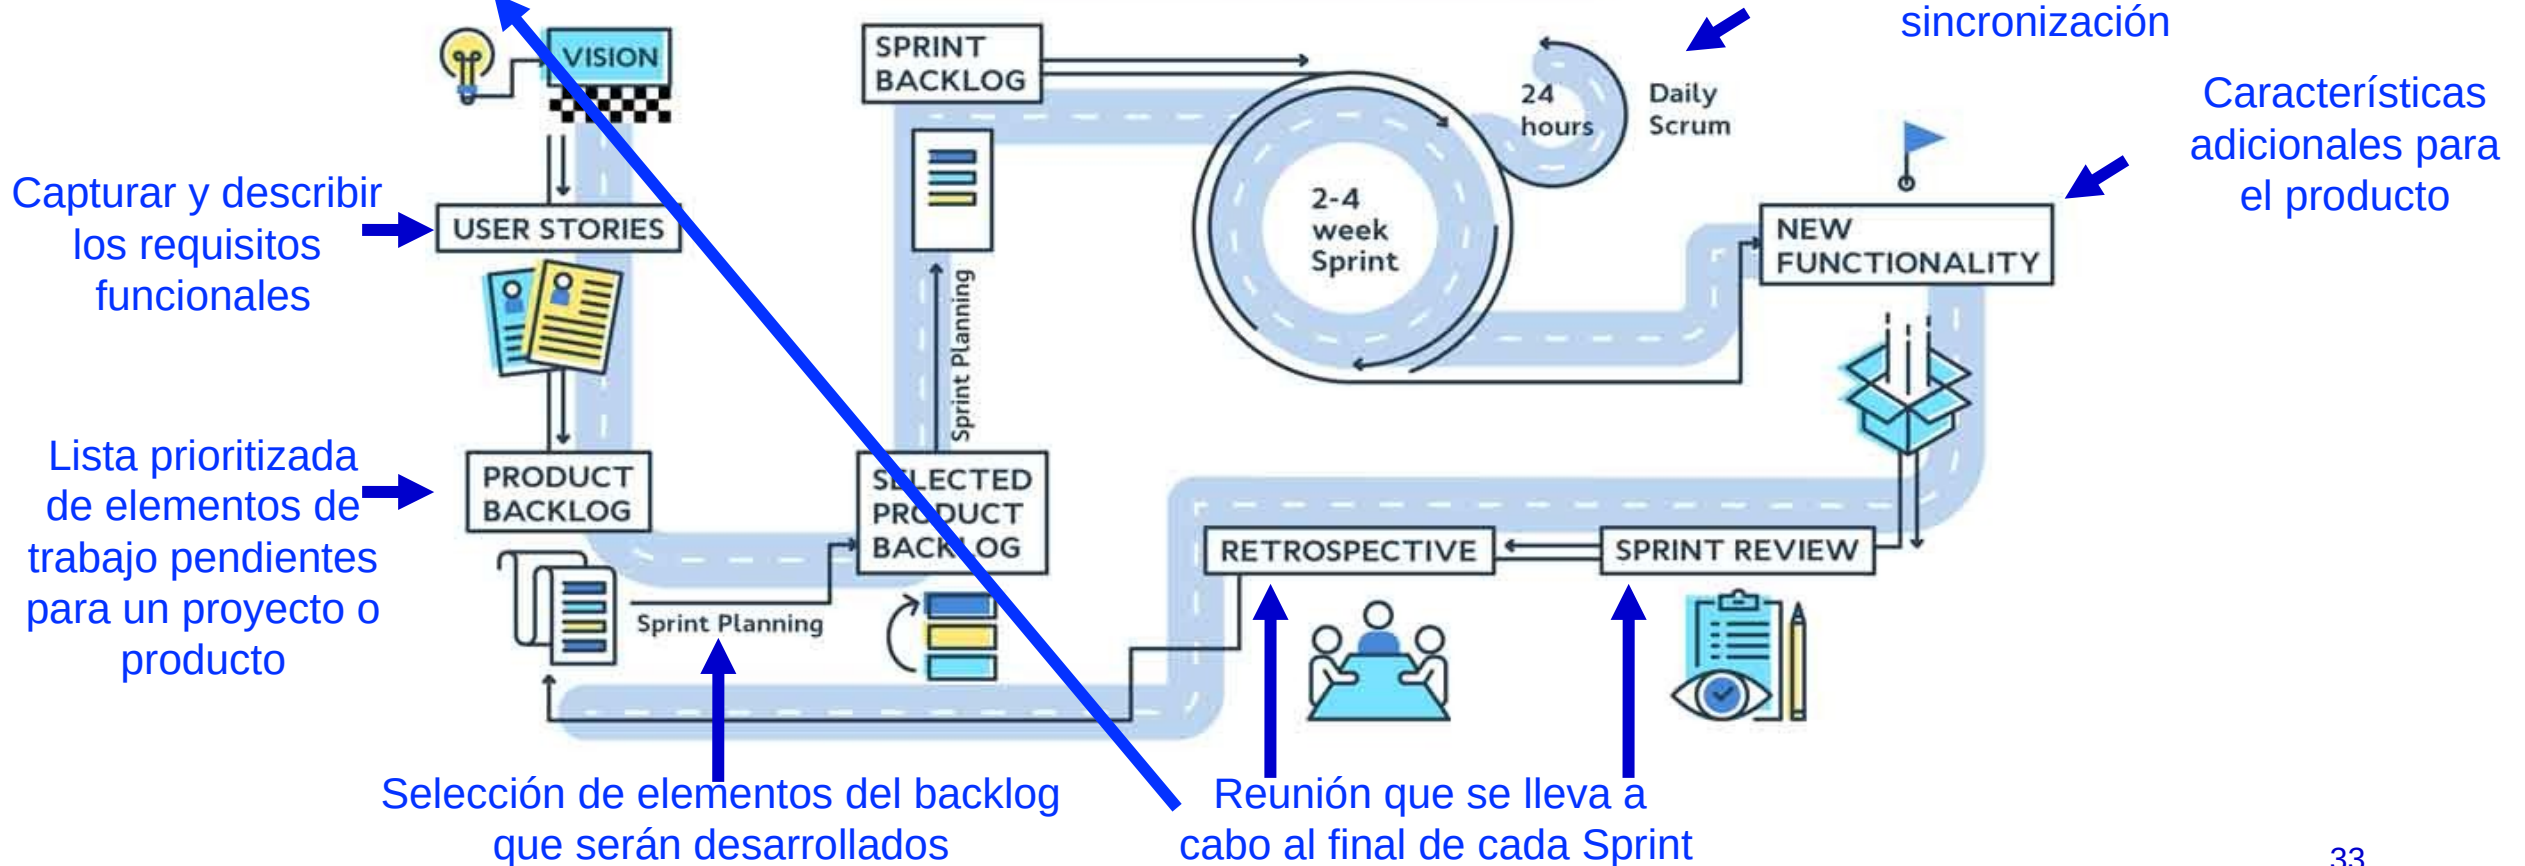 sincronización
VISION
SPRINT
BACKLOG
24
hours
Daily
Scrum
Características
adicionales para
el producto
Capturar y describir
los requisitos
funcionales
USER STORIES
2-4
week
Sprint
NEW
FUNCTIONALITY
Sprint Planning
Lista prioritizada
de elementos de
trabajo pendientes
para un proyecto o
producto
PRODUCT
BACKLOG
SELECTED
PRODUCT
BACKLOG
RETROSPECTIVE
SPRINT REVIEW
Sprint Planning
Selección de elementos del backlog
que serán desarrollados
Reunión que se lleva a
cabo al final de cada Sprint
33